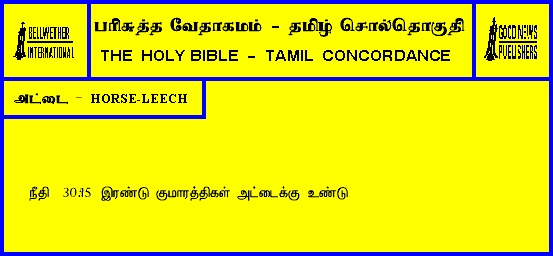 BELLWETHER
INTERNATIONAL
பரிசுத்த வேதாகமம் - தமிழ் சொல்தொகுதி
THE HOLY BIBLE - TAMIL CONCORDANCE
GOOD NEWS
PUBLISHERS
அட்டை - HORSE-LEECH
நீதி 30:15 இரண்டு குமாரத்திகள் அட்டைக்கு உண்டு